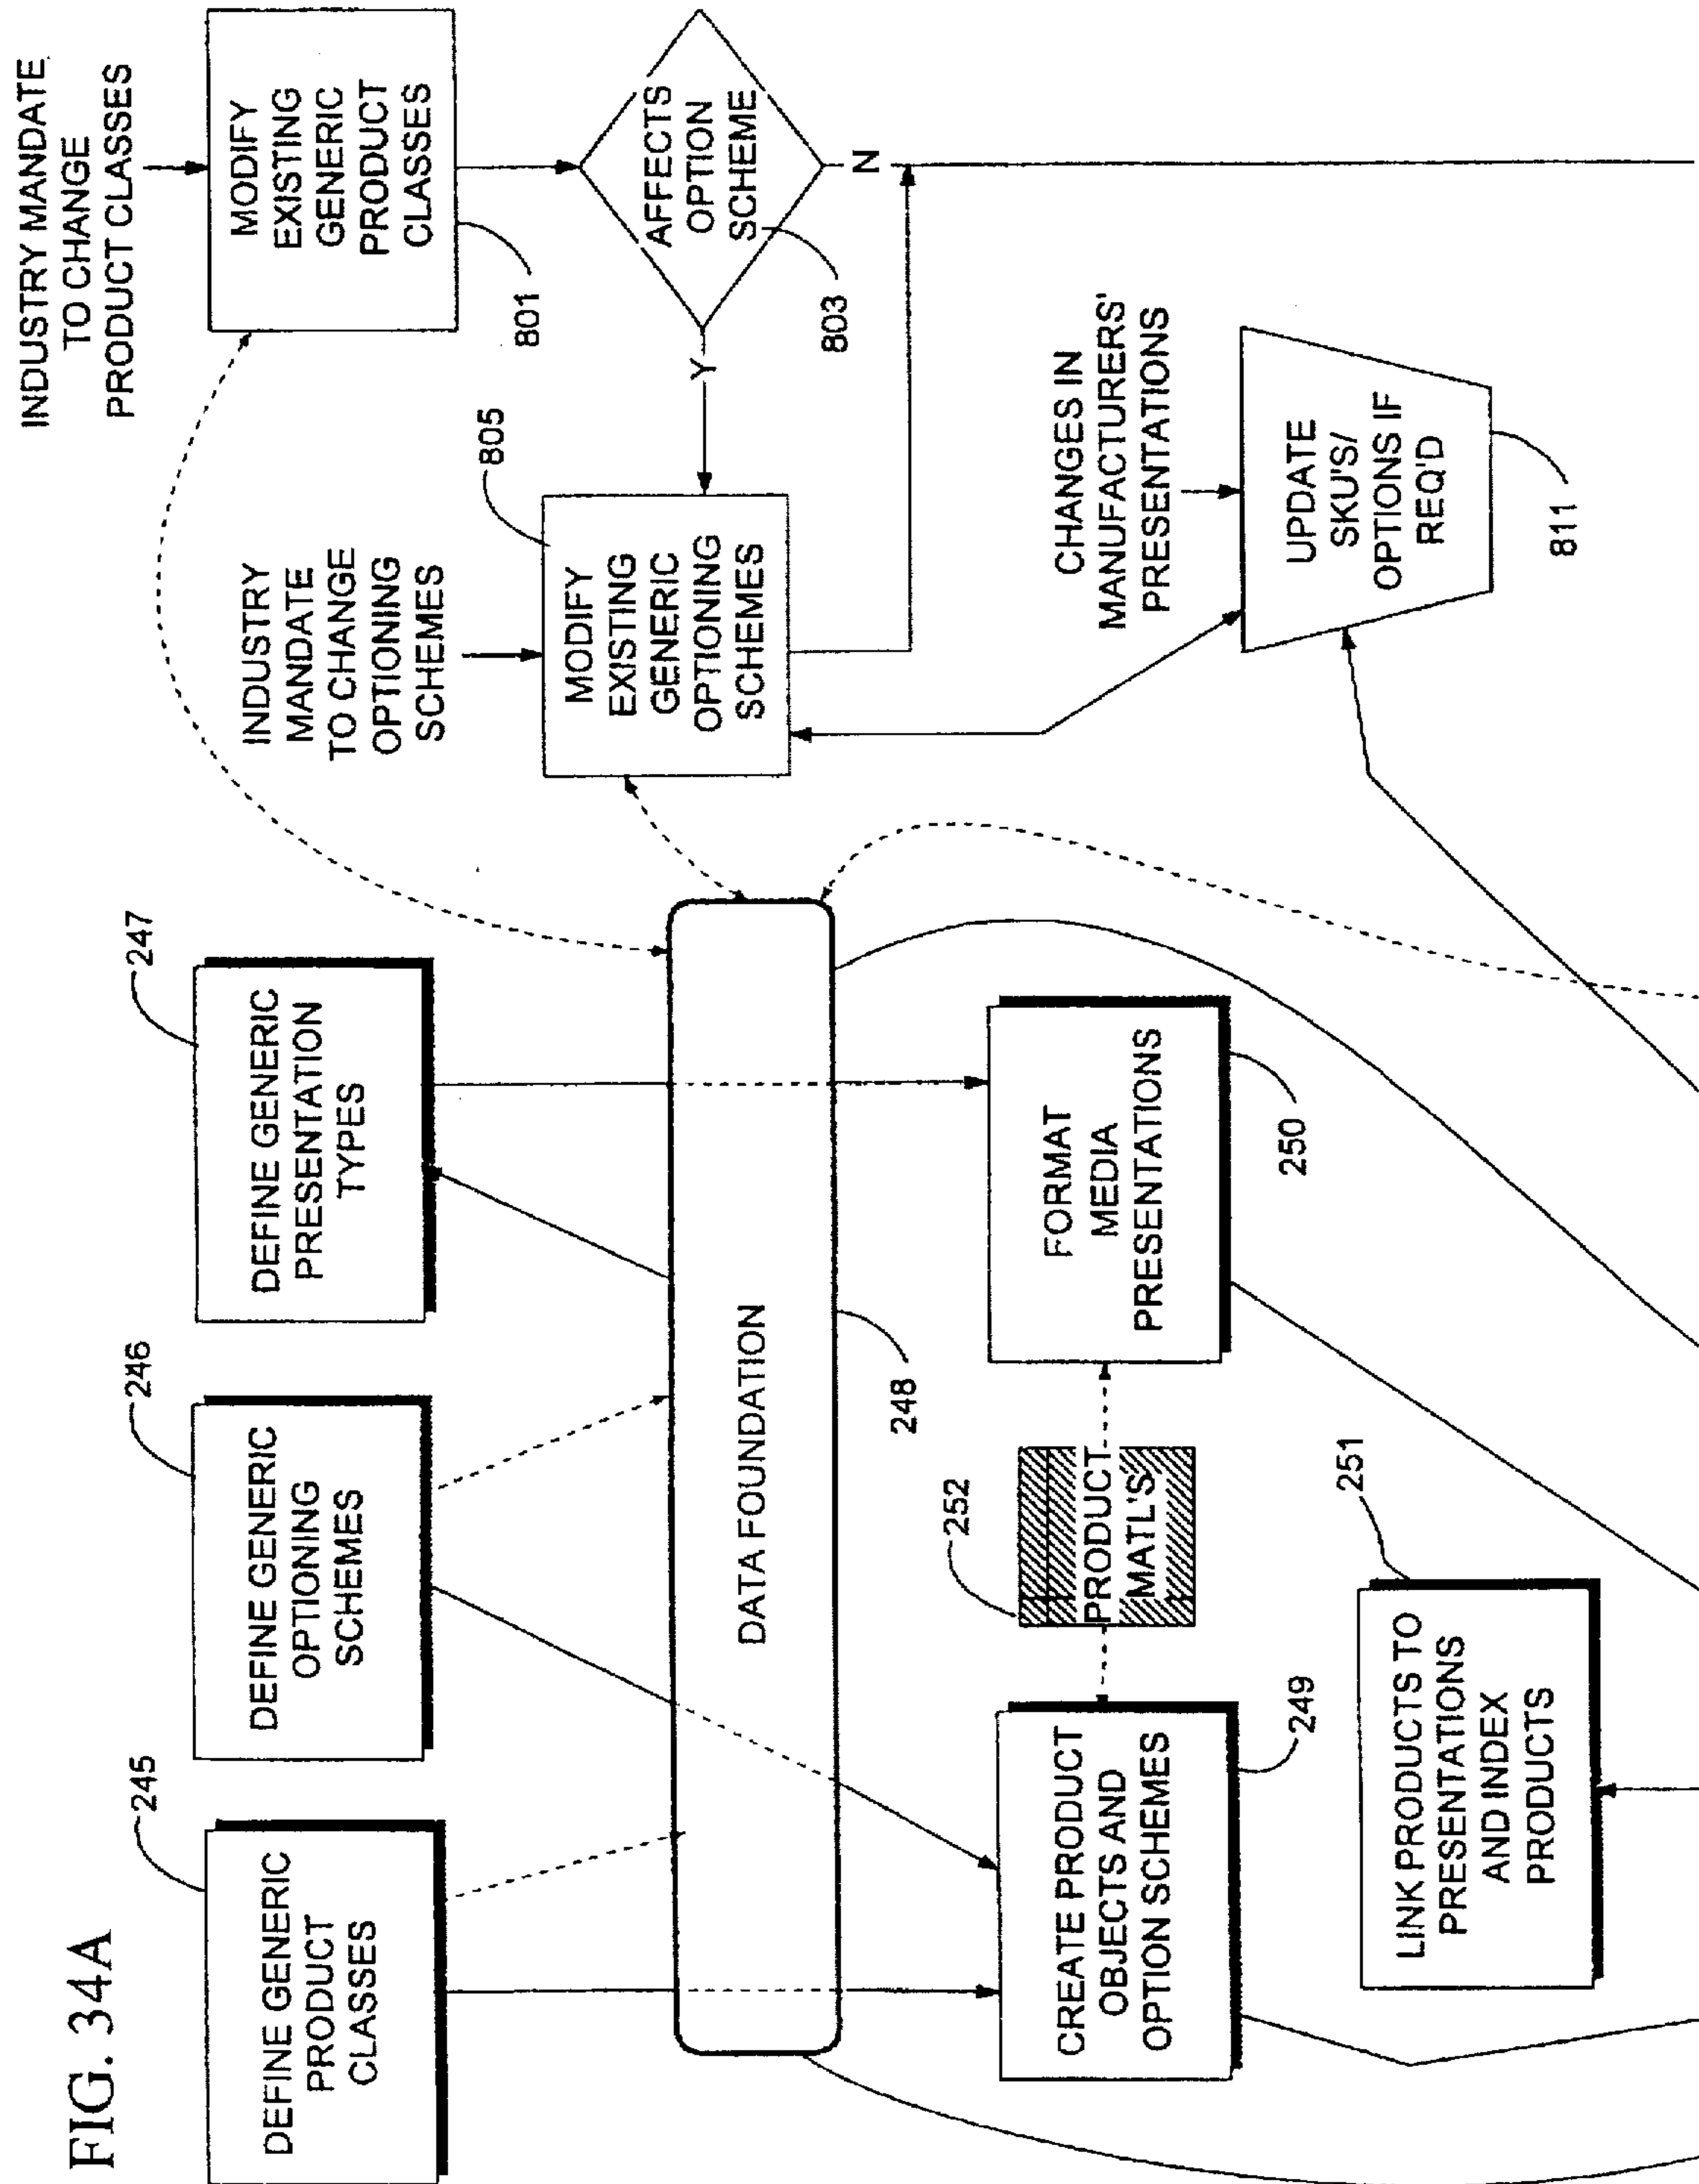 FIG. 34A
DEFINE GENERIC
PRODUCT
CLASSES
245
DEFINE GENERIC
OPTIONING
SCHEMES
246
DEFINE GENERIC
PRESENTATION
TYPES
247
INDUSTRY MANDATE
TO CHANGE
PRODUCT CLASSES
MODIFY
EXISTING
GENERIC
PRODUCT
CLASSES
801
AFFECTS
OPTION
SCHEME
803
Y
N
INDUSTRY
MANDATE
TO CHANGE
OPTIONING
SCHEMES
805
MODIFY
EXISTING
GENERIC
OPTIONING
SCHEMES
DATA FOUNDATION
248
252
PRODUCT
MATL'S
CREATE PRODUCT
OBJECTS AND
OPTION SCHEMES
249
FORMAT
MEDIA
PRESENTATIONS
250
CHANGES IN
MANUFACTURERS'
PRESENTATIONS
UPDATE
SKU'S/
OPTIONS IF
REQ'D
811
LINK PRODUCTS TO
PRESENTATIONS
AND INDEX
PRODUCTS
251